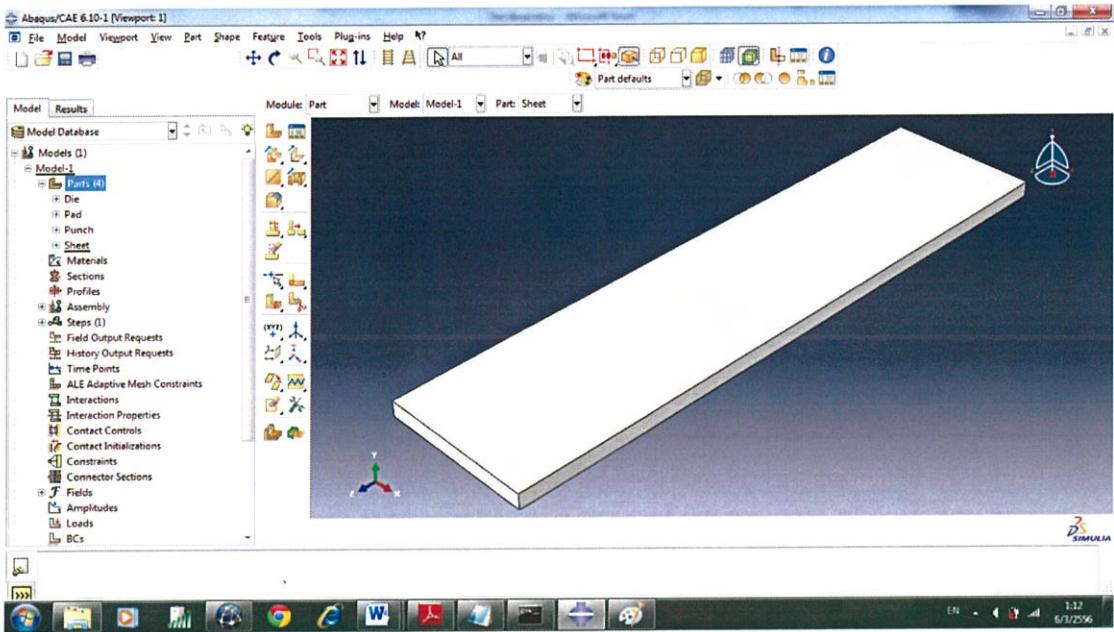 Abaqus/CAE 6.10-1 [Viewport: 1]
File Model Viewport View Part Shape Feature Tools Plug-ins Help
All
Part defaults
Model Results
Module: Part Model: Model-1 Part: Sheet
Model Database
Models (1)
Model-1
Parts (4)
Die
Pad
Punch
Sheet
Materials
Sections
Profiles
Assembly
Steps (1)
Field Output Requests
History Output Requests
Time Points
ALE Adaptive Mesh Constraints
Interactions
Interaction Properties
Contact Controls
Contact Initializations
Constraints
Connector Sections
Fields
Amplitudes
Loads
BCs
(XYZ)
Y
Z
X
SIMULIA
>>>
EN
1:12
6/3/2556